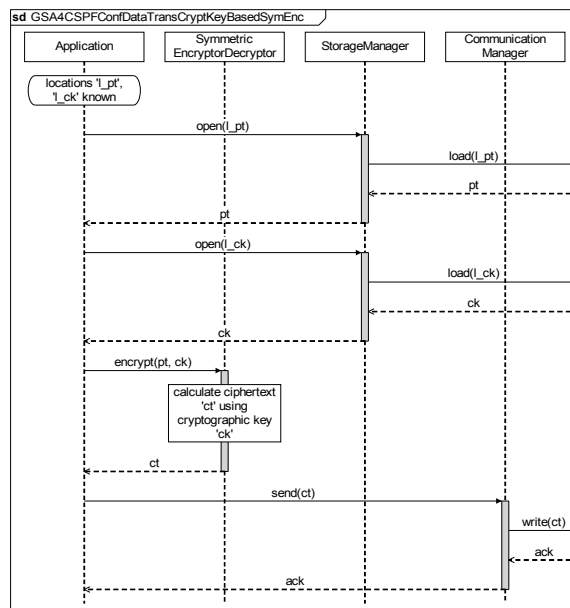 sd GSA4CSPFConfDataTransCryptKeyBasedSymEnc
Application
Symmetric
EncryptorDecryptor
StorageManager
Communication
Manager
locations 'l_pt',
'l_ck' known
open(l_pt)
load(l_pt)
pt
pt
open(l_ck)
load(l_ck)
ck
ck
encrypt(pt, ck)
calculate ciphertext
'ct' using
cryptographic key
'ck'
ct
send(ct)
write(ct)
ack
ack